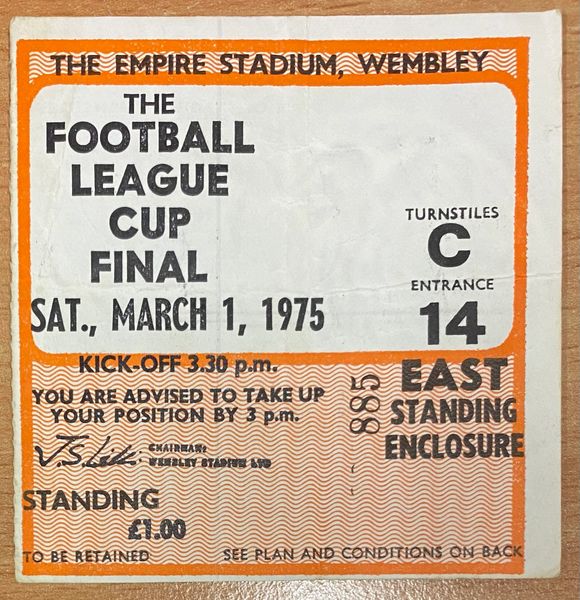 THE EMPIRE STADIUM, WEMBLEY
THE
FOOTBALL
LEAGUE
CUP
FINAL
SAT., MARCH 1, 1975
TURNSTILES
C
ENTRANCE
14
KICK-OFF 3.30 p.m.
YOU ARE ADVISED TO TAKE UP
YOUR POSITION BY 3 p.m.
CHAIRMAN:
WEMBLEY STADIUM LTD
885
EAST
STANDING
ENCLOSURE
STANDING
£1.00
TO BE RETAINED
SEE PLAN AND CONDITIONS ON BACK